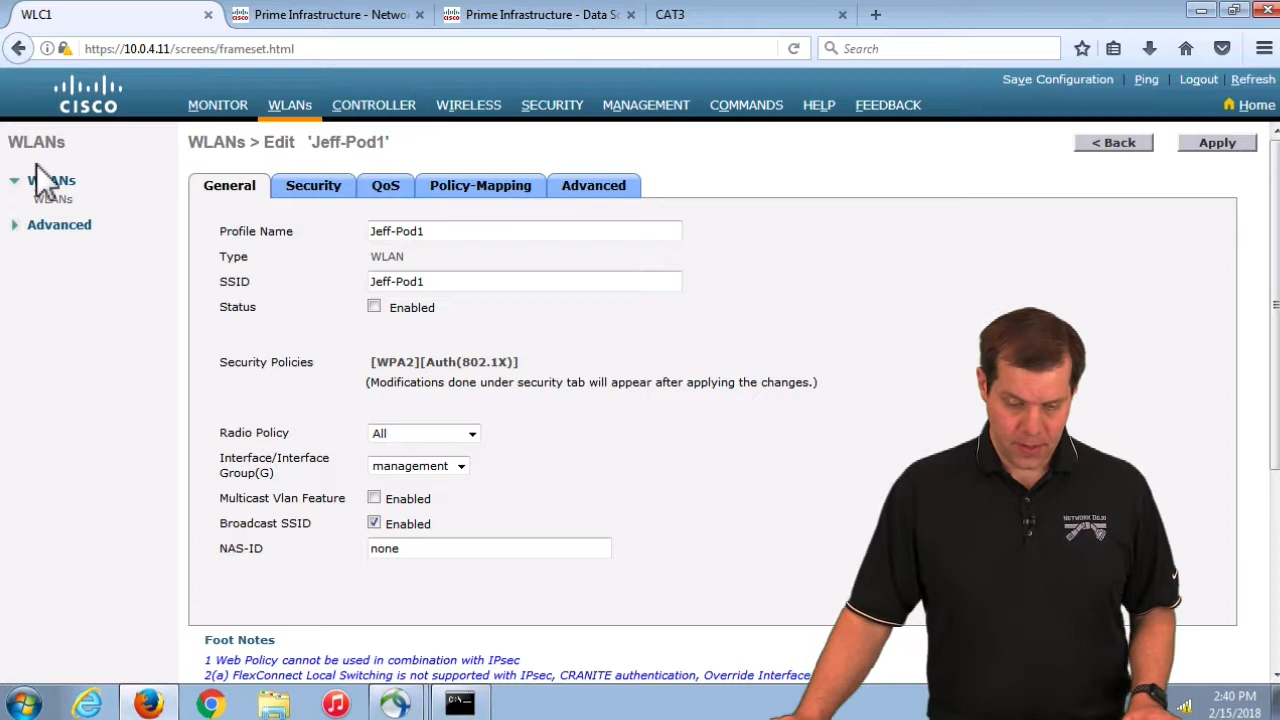 WLC1
Prime Infrastructure - Networ
Prime Infrastructure - Data So
CAT3
https://10.0.4.11/screens/frameset.html
Search
Save Configuration
Ping
Logout
Refresh
CISCO
MONITOR
WLANs
CONTROLLER
WIRELESS
SECURITY
MANAGEMENT
COMMANDS
HELP
FEEDBACK
Home
WLANs
WLANs
WLANs
Advanced
WLANs > Edit 'Jeff-Pod1'
< Back
Apply
General
Security
QoS
Policy-Mapping
Advanced
Profile Name
Jeff-Pod1
Type
WLAN
SSID
Jeff-Pod1
Status
Enabled
Security Policies
[WPA2][Auth(802.1X)]
(Modifications done under security tab will appear after applying the changes.)
Radio Policy
All
Interface/Interface
Group(G)
management
Multicast Vlan Feature
Enabled
Broadcast SSID
Enabled
NAS-ID
none
Foot Notes
1 Web Policy cannot be used in combination with IPsec
2(a) FlexConnect Local Switching is not supported with IPsec, CRANITE authentication, Override Interface
NETWORK DOJO
C:\.
2:40 PM
2/15/2018